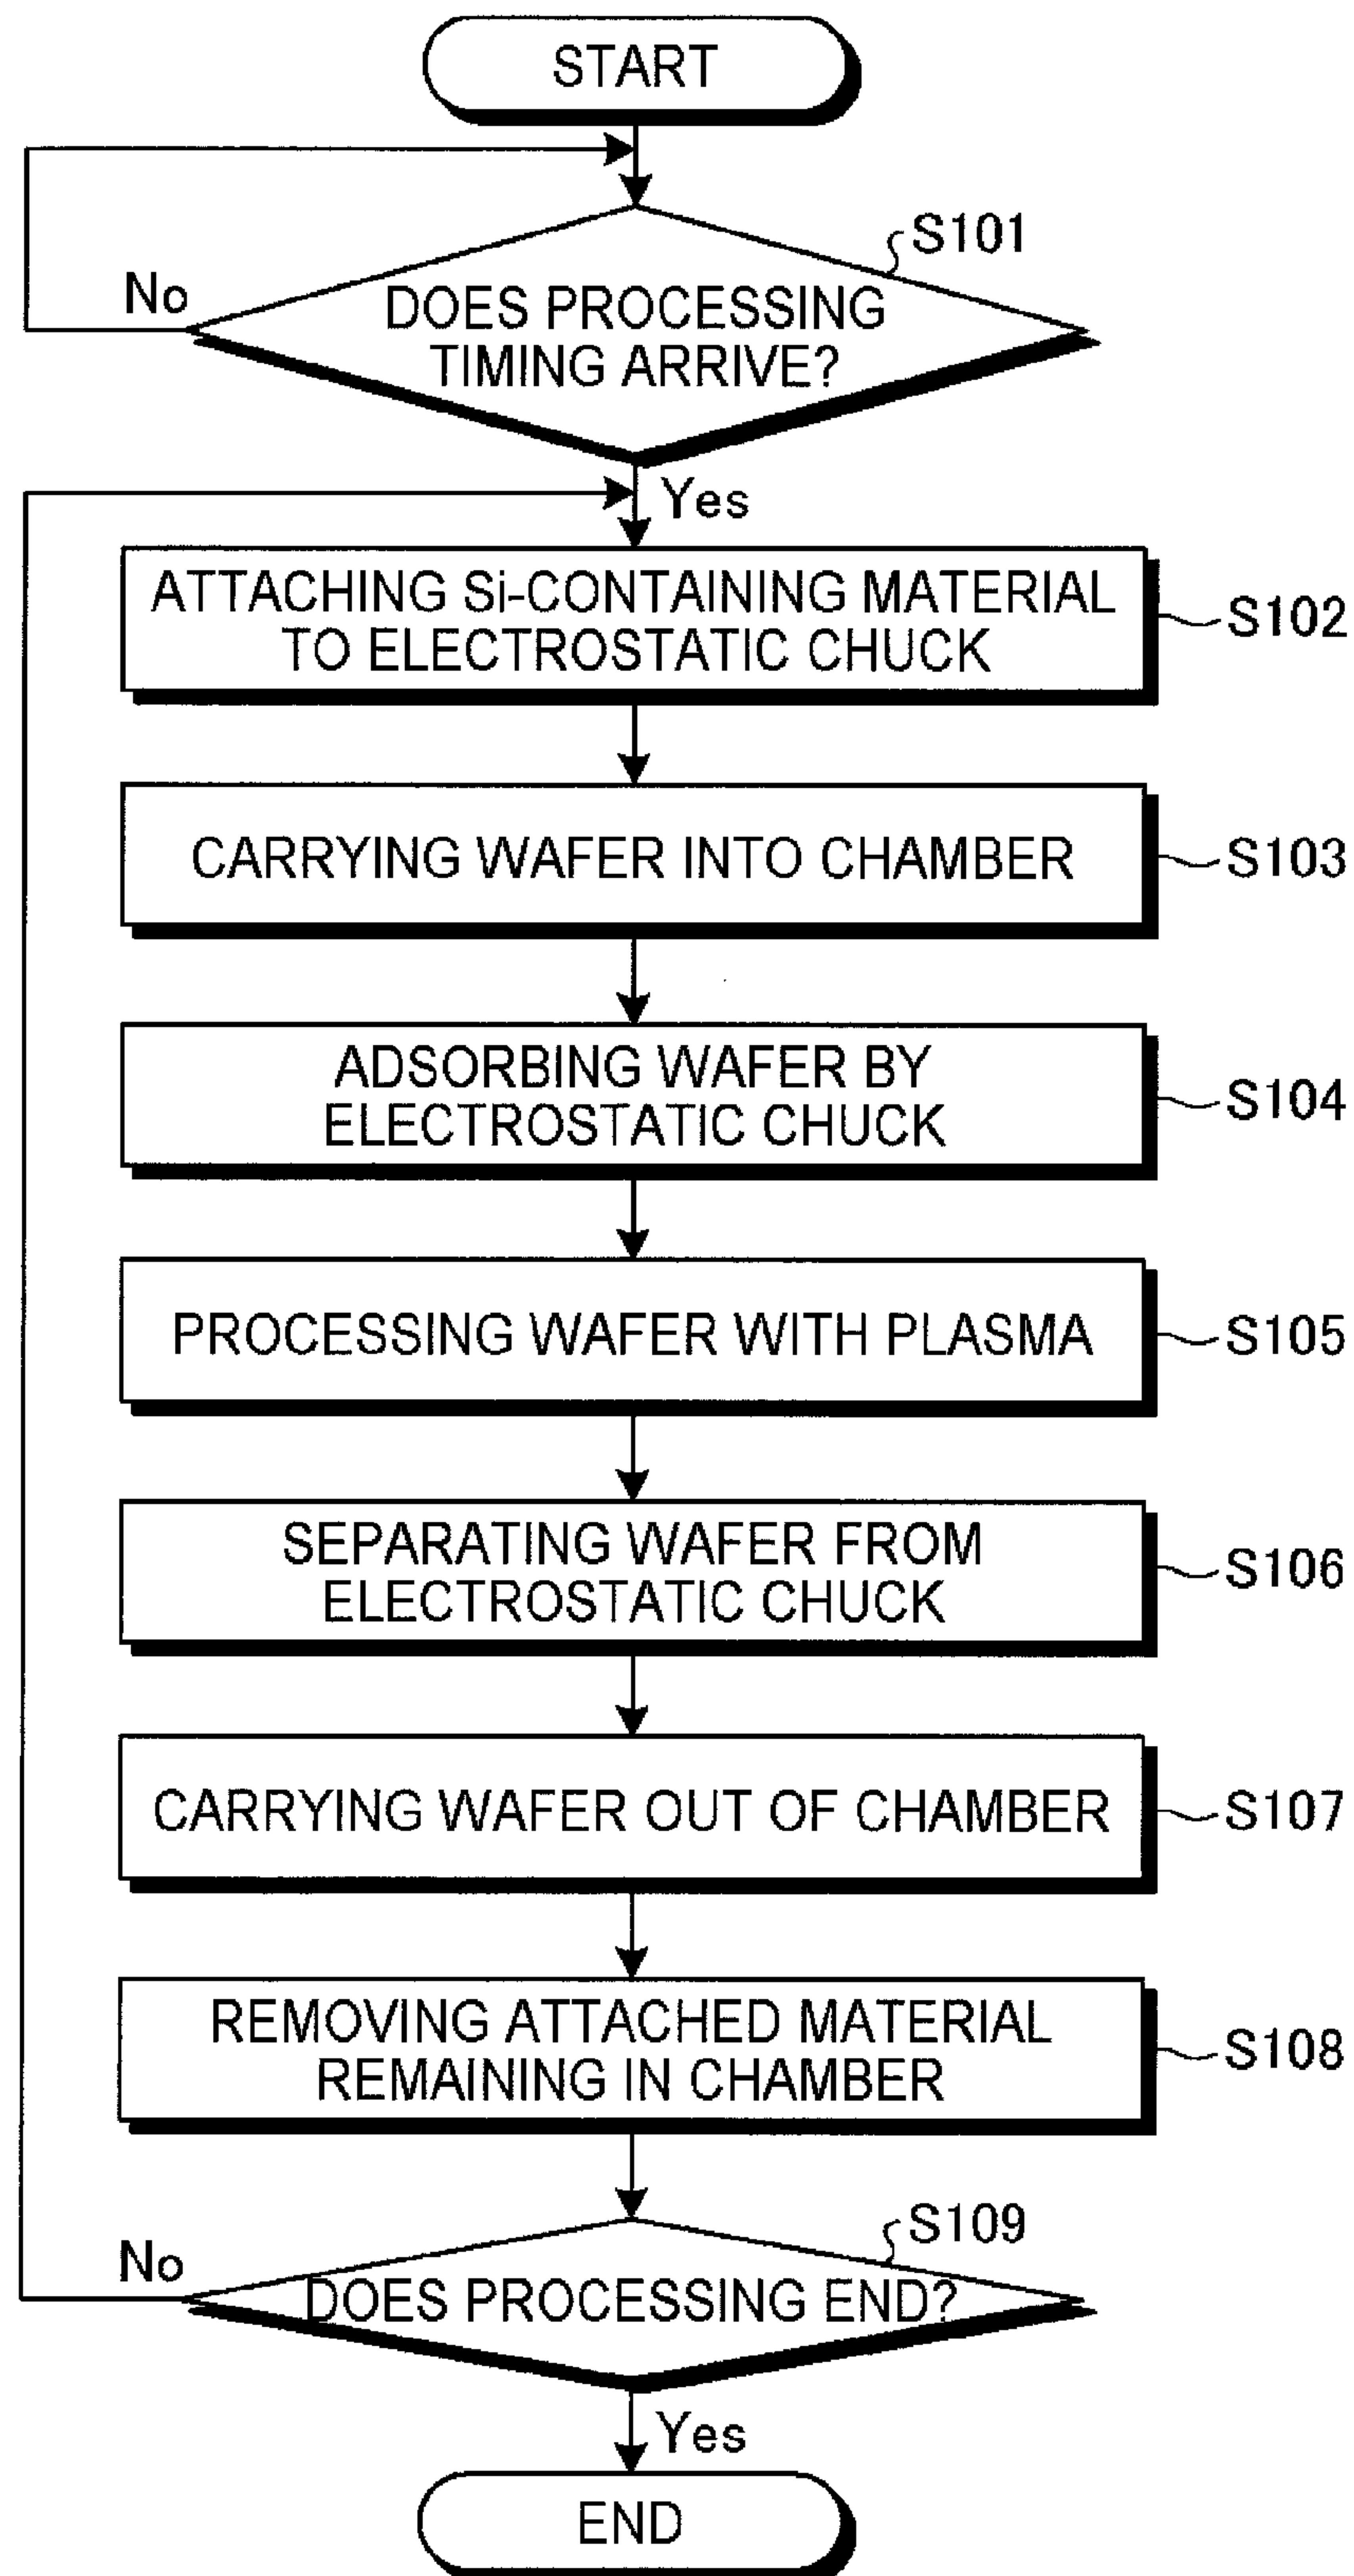 START
S101
No
DOES PROCESSING
TIMING ARRIVE?
Yes
ATTACHING Si-CONTAINING MATERIAL
TO ELECTROSTATIC CHUCK
S102
CARRYING WAFER INTO CHAMBER
S103
ADSORBING WAFER BY
ELECTROSTATIC CHUCK
S104
PROCESSING WAFER WITH PLASMA
S105
SEPARATING WAFER FROM
ELECTROSTATIC CHUCK
S106
CARRYING WAFER OUT OF CHAMBER
S107
REMOVING ATTACHED MATERIAL
REMAINING IN CHAMBER
S108
S109
No
DOES PROCESSING END?
Yes
END